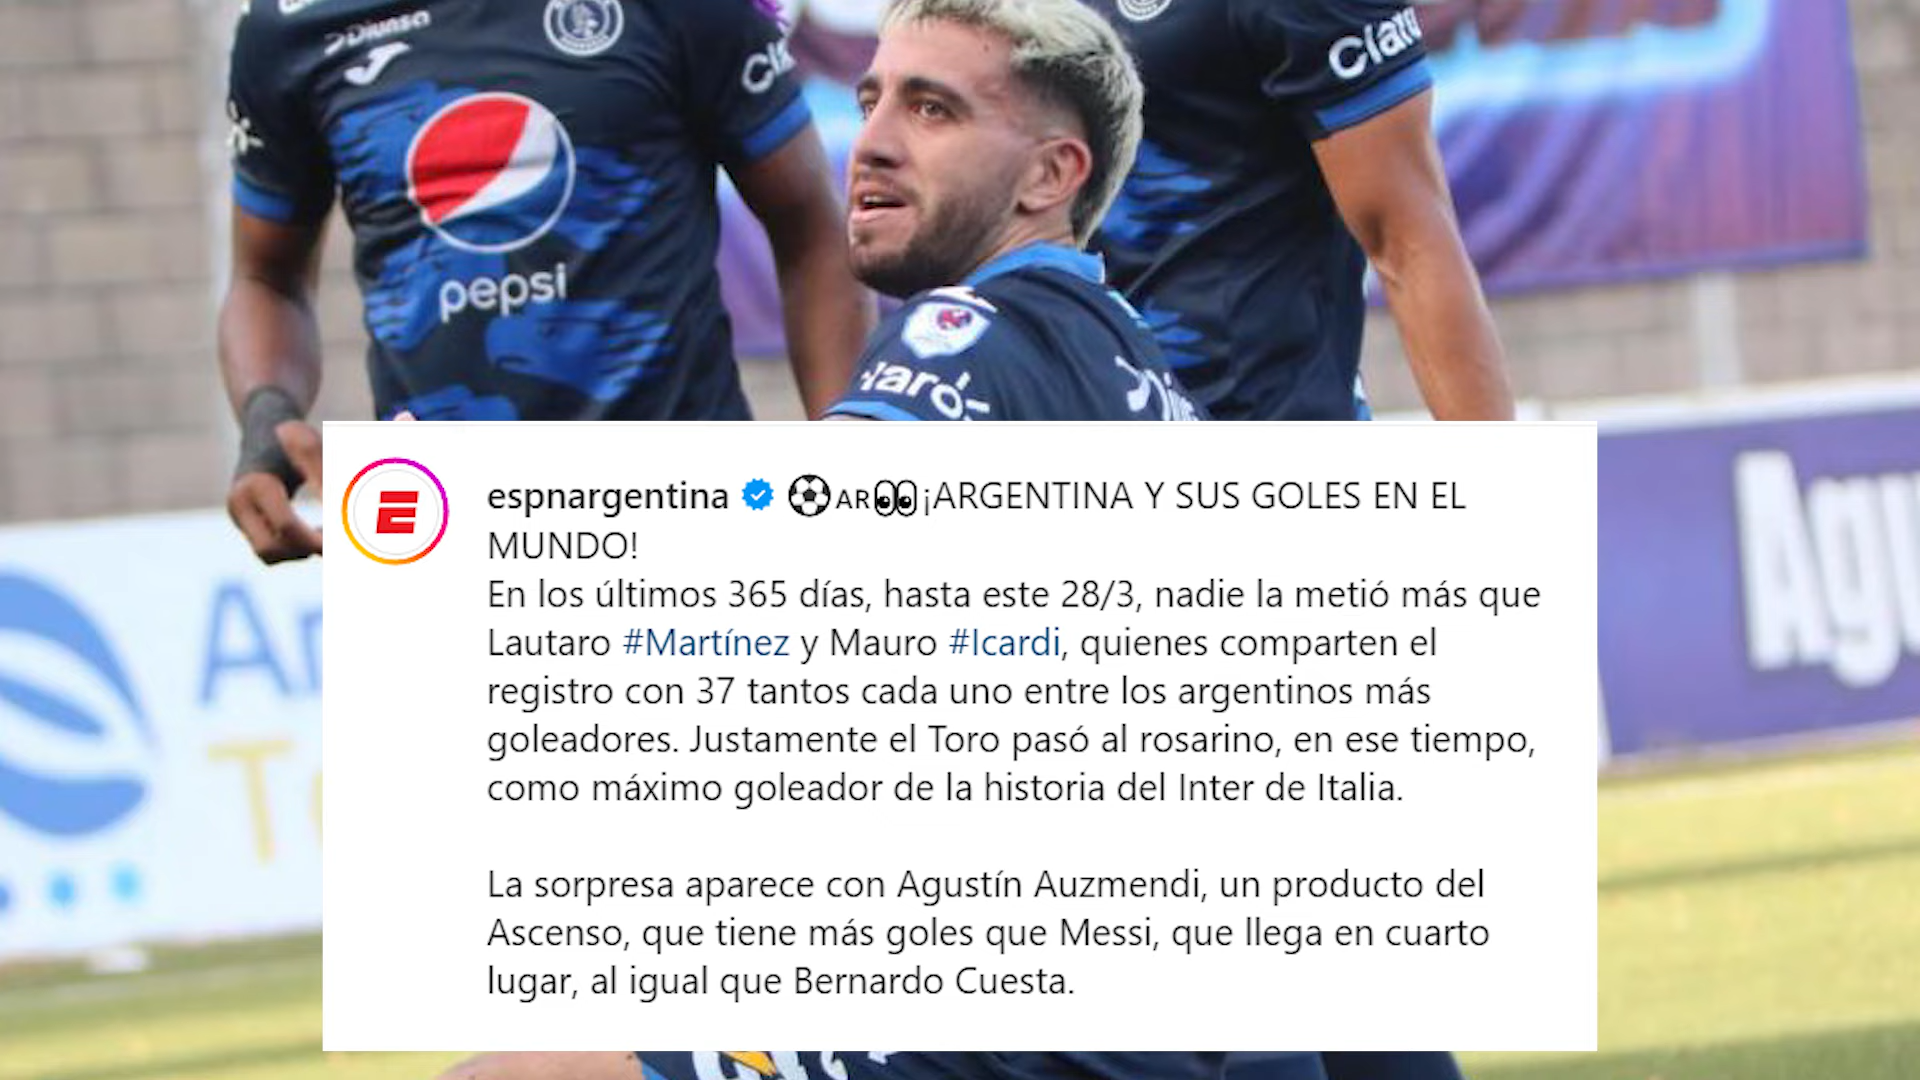 Diunsa
Claro
pepsi
Claro
espnargentina ⚽AR👀¡ARGENTINA Y SUS GOLES EN EL
MUNDO!
En los últimos 365 días, hasta este 28/3, nadie la metió más que
Lautaro #Martínez y Mauro #Icardi, quienes comparten el
registro con 37 tantos cada uno entre los argentinos más
goleadores. Justamente el Toro pasó al rosarino, en ese tiempo,
como máximo goleador de la historia del Inter de Italia.
La sorpresa aparece con Agustín Auzmendi, un producto del
Ascenso, que tiene más goles que Messi, que llega en cuarto
lugar, al igual que Bernardo Cuesta.